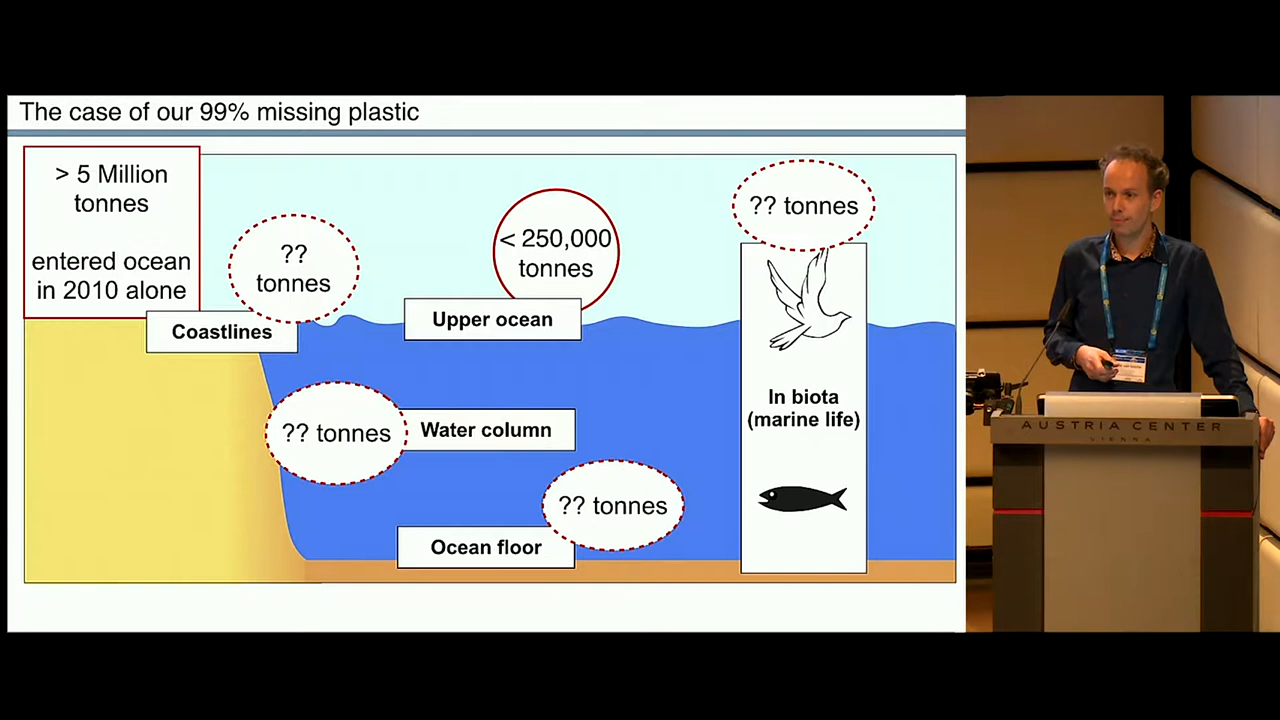 The case of our 99% missing plastic
> 5 Million
tonnes
entered ocean
in 2010 alone
??
tonnes
< 250,000
tonnes
?? tonnes
Coastlines
Upper ocean
?? tonnes
Water column
In biota
(marine life)
?? tonnes
Ocean floor
AUSTRIA CENTER
VIENNA